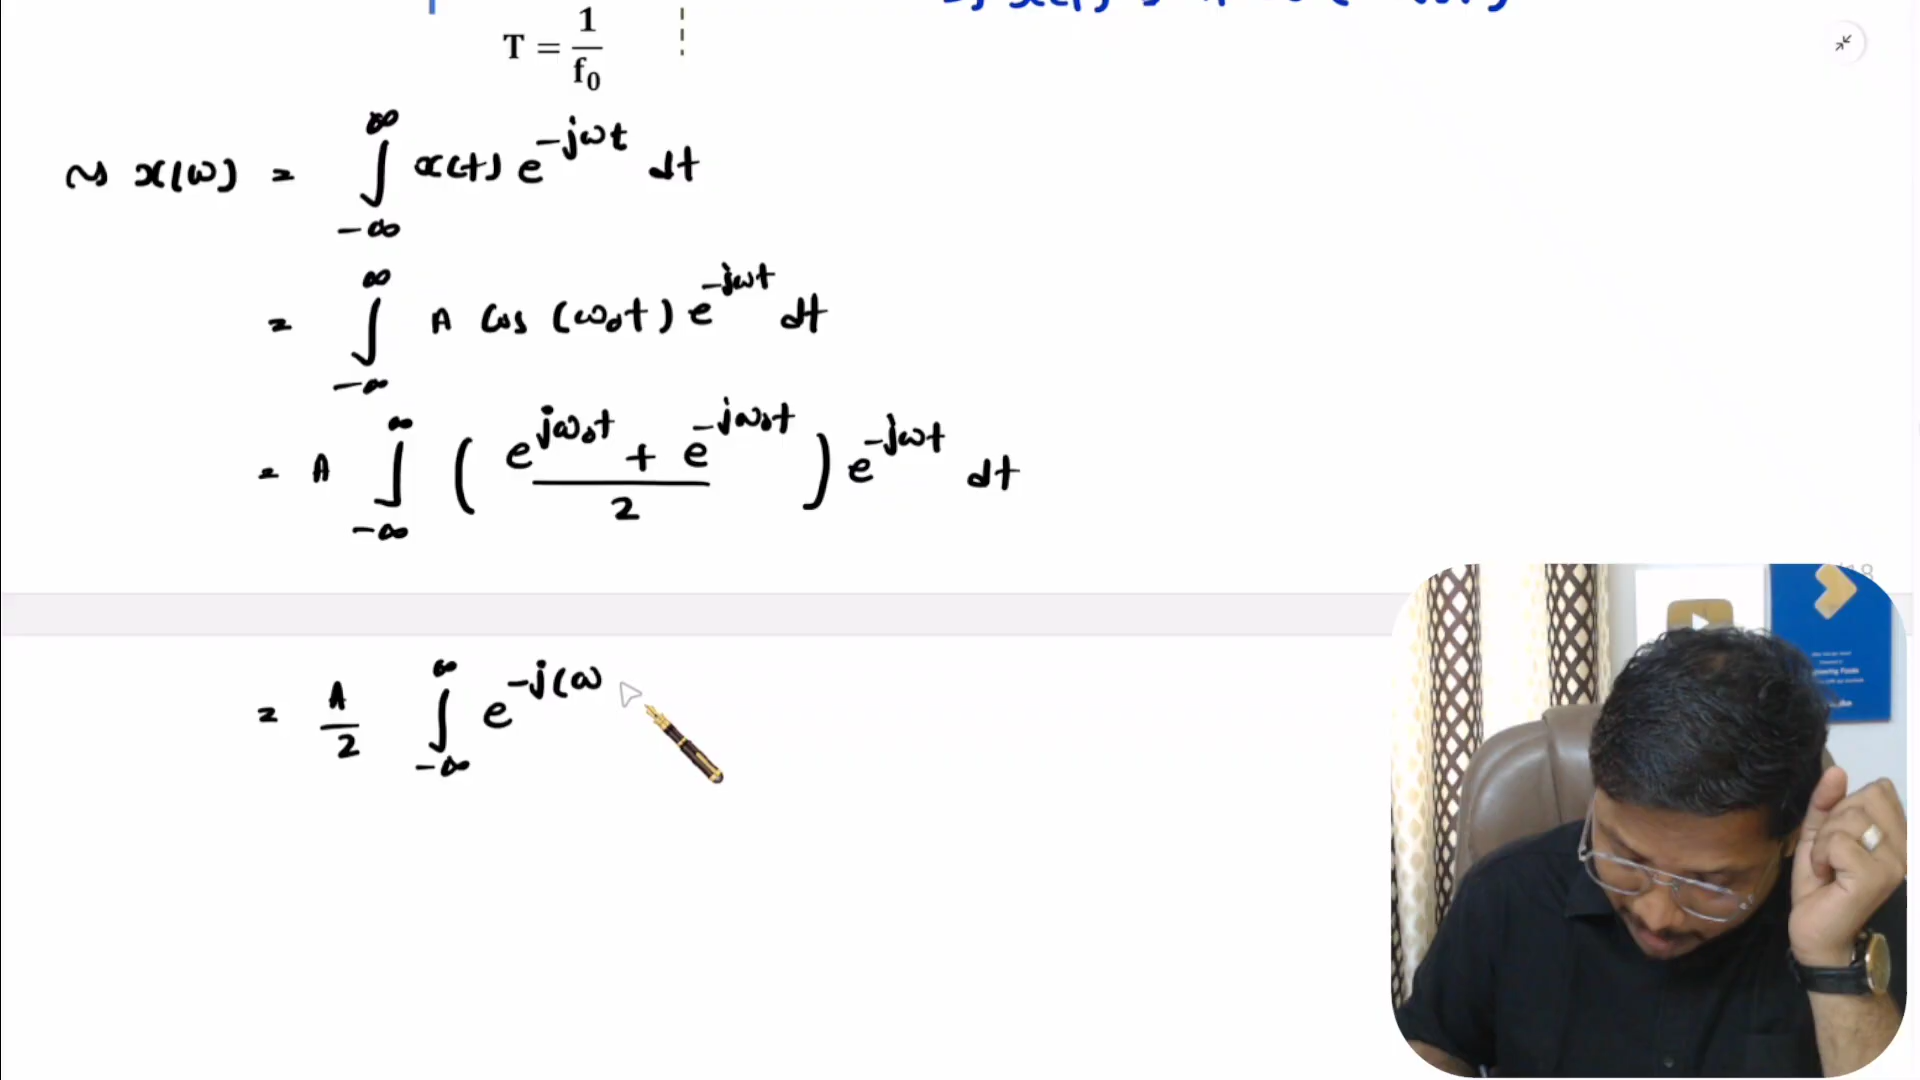 T = 1/f₀
x(ω) = ∫_{-∞}^{∞} x(t) e^{-jωt} dt
= ∫_{-∞}^{∞} A Cos (ω₀t) e^{-jωt} dt
= A ∫_{-∞}^{∞} ( (e^{jω₀t} + e^{-jω₀t})/2 ) e^{-jωt} dt
= A/2 ∫_{-∞}^{∞} e^{-j(ω